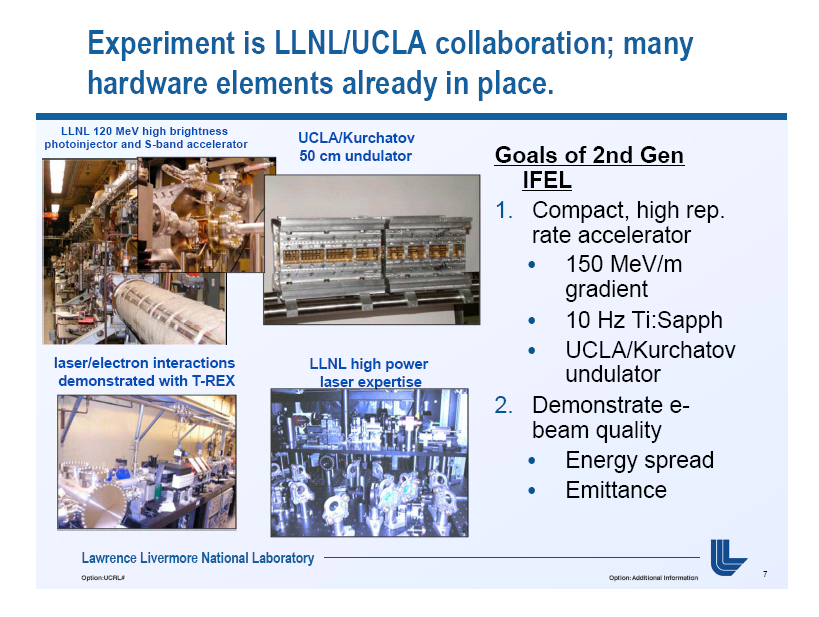 Experiment is LLNL/UCLA collaboration; many
hardware elements already in place.
LLNL 120 MeV high brightness
photoinjector and S-band accelerator
UCLA/Kurchatov
50 cm undulator
laser/electron interactions
demonstrated with T-REX
LLNL high power
laser expertise
Goals of 2nd Gen
IFEL
1. Compact, high rep.
rate accelerator
• 150 MeV/m
gradient
• 10 Hz Ti:Sapph
• UCLA/Kurchatov
undulator
2. Demonstrate e-
beam quality
• Energy spread
• Emittance
Lawrence Livermore National Laboratory
Option:UCRL#
Option:Additional Information
7